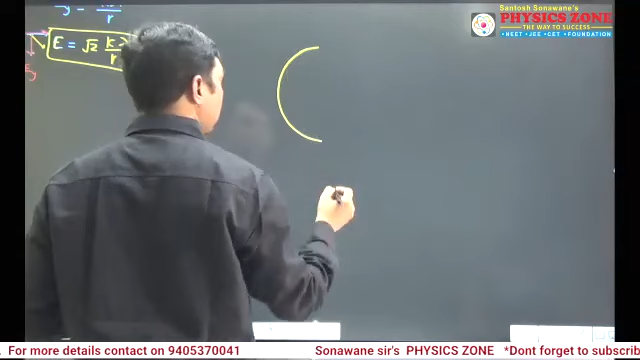 Santosh Sonawane's
PHYSICS ZONE
THE WAY TO SUCCESS
• NEET • JEE • CET • FOUNDATION
r
E = √2 k
r
. For more details contact on 9405370041 Sonawane sir's PHYSICS ZONE *Dont forget to subscrib